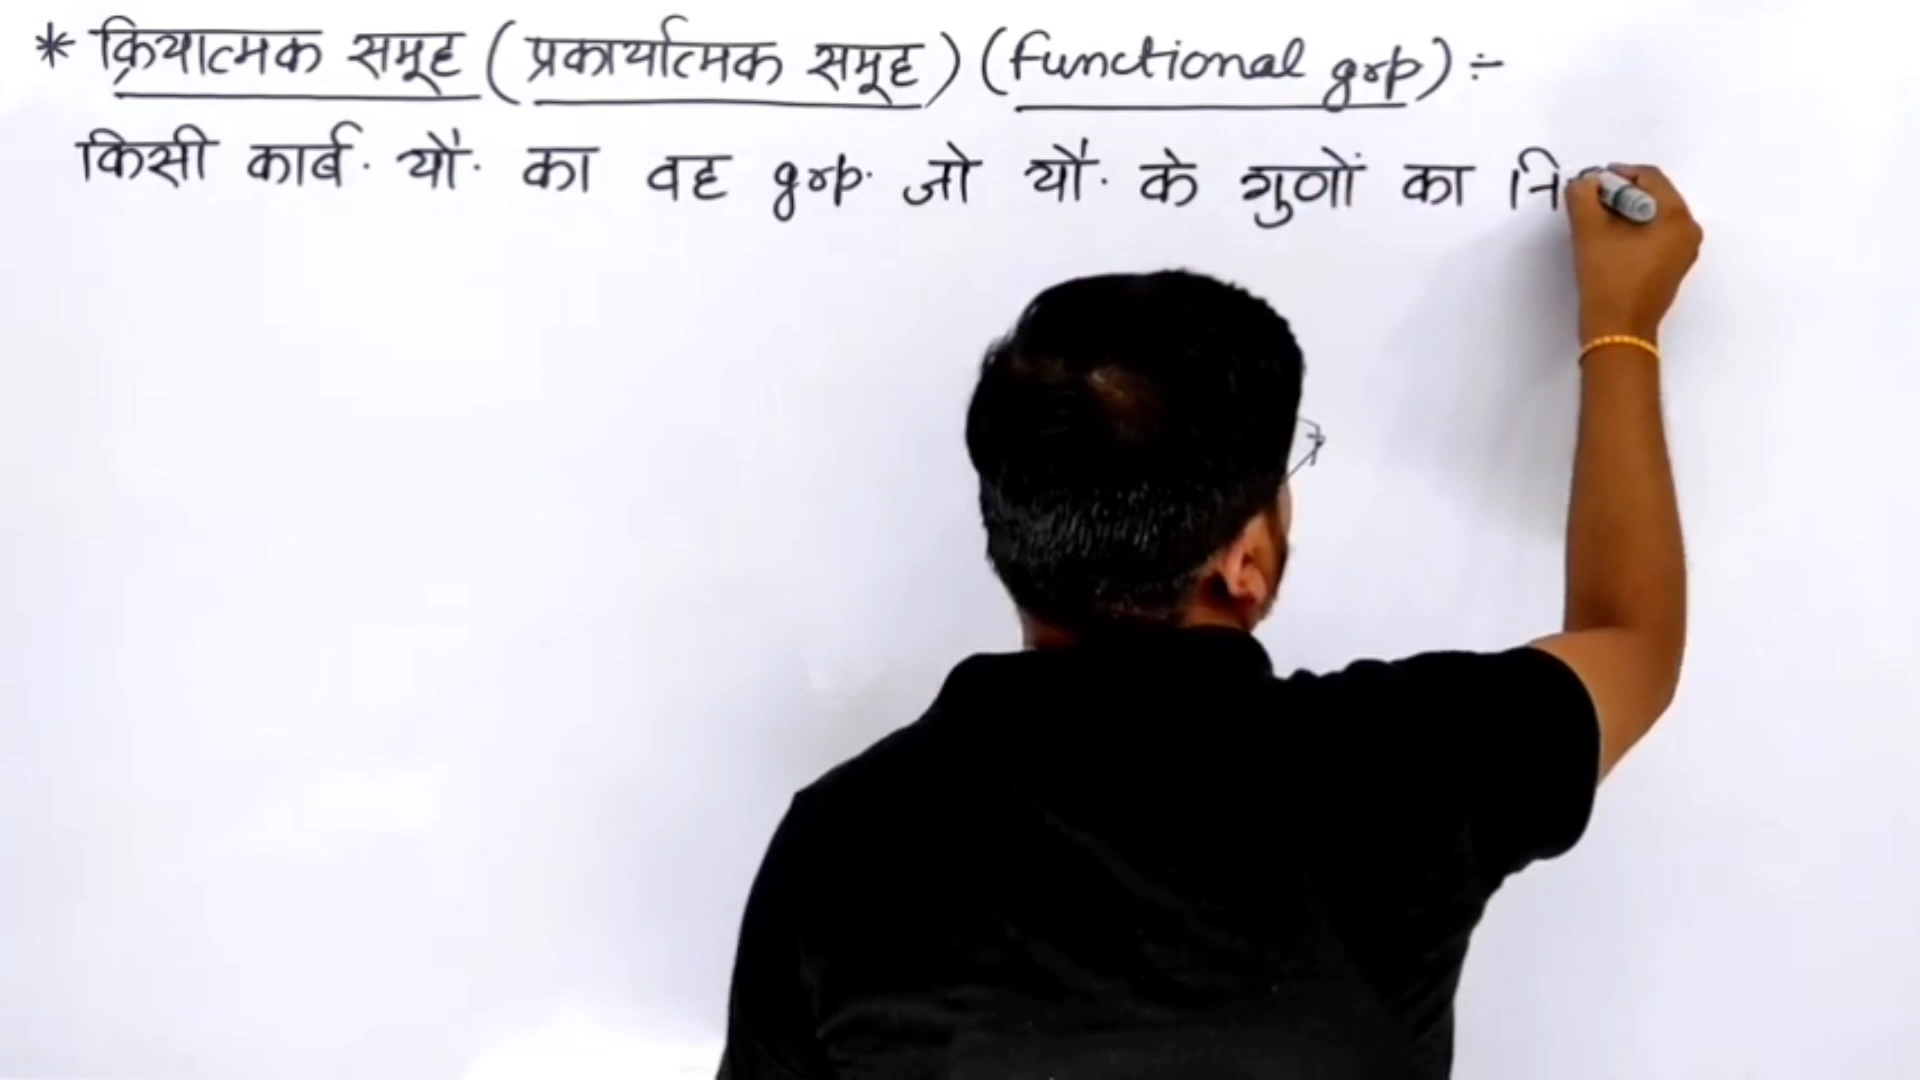 * क्रियात्मक समूह (प्रकार्यात्मक समूह) (functional grp) ÷
किसी कार्ब. यौ. का वह grp. जो यौ. के गुणों का